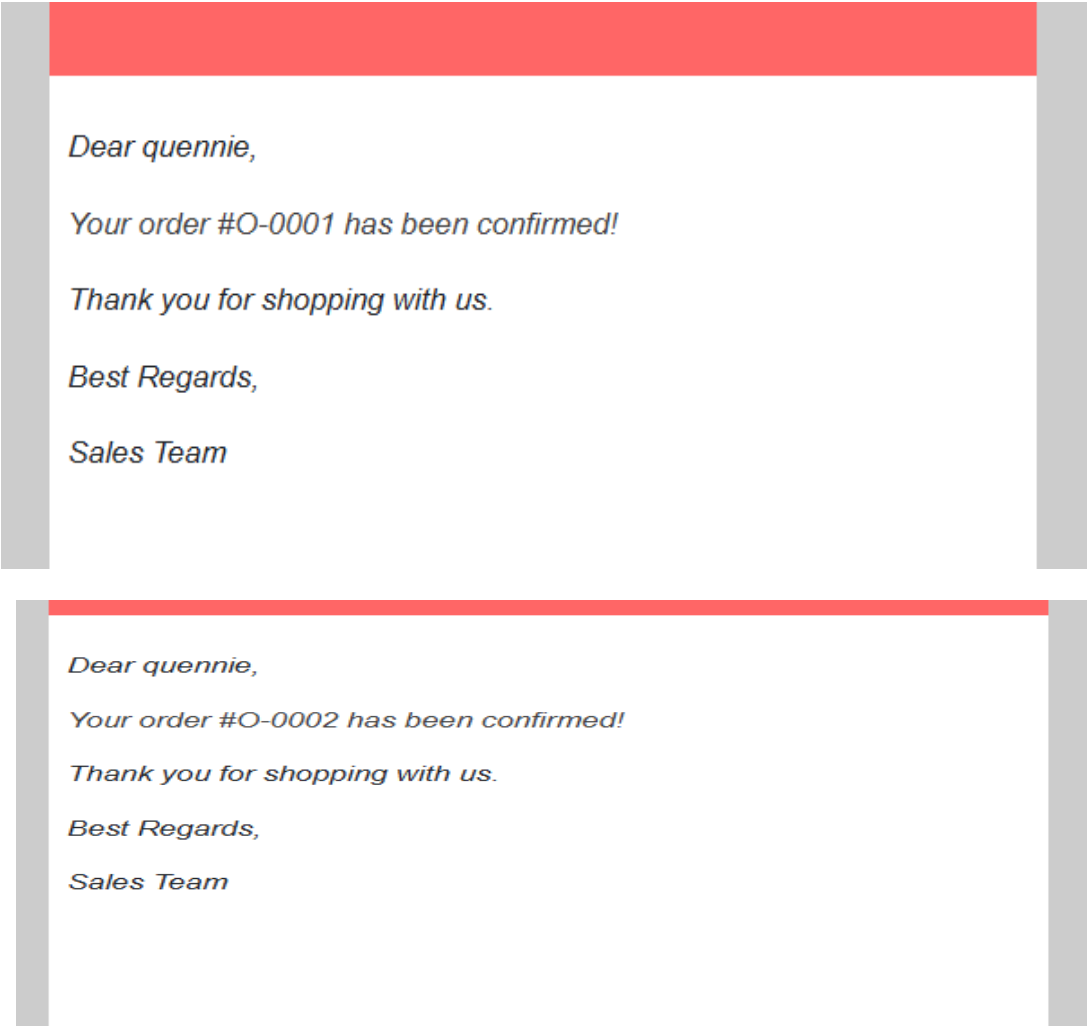 Dear quennie,
Your order #O-0001 has been confirmed!
Thank you for shopping with us.
Best Regards,
Sales Team
Dear quennie,
Your order #O-0002 has been confirmed!
Thank you for shopping with us.
Best Regards,
Sales Team